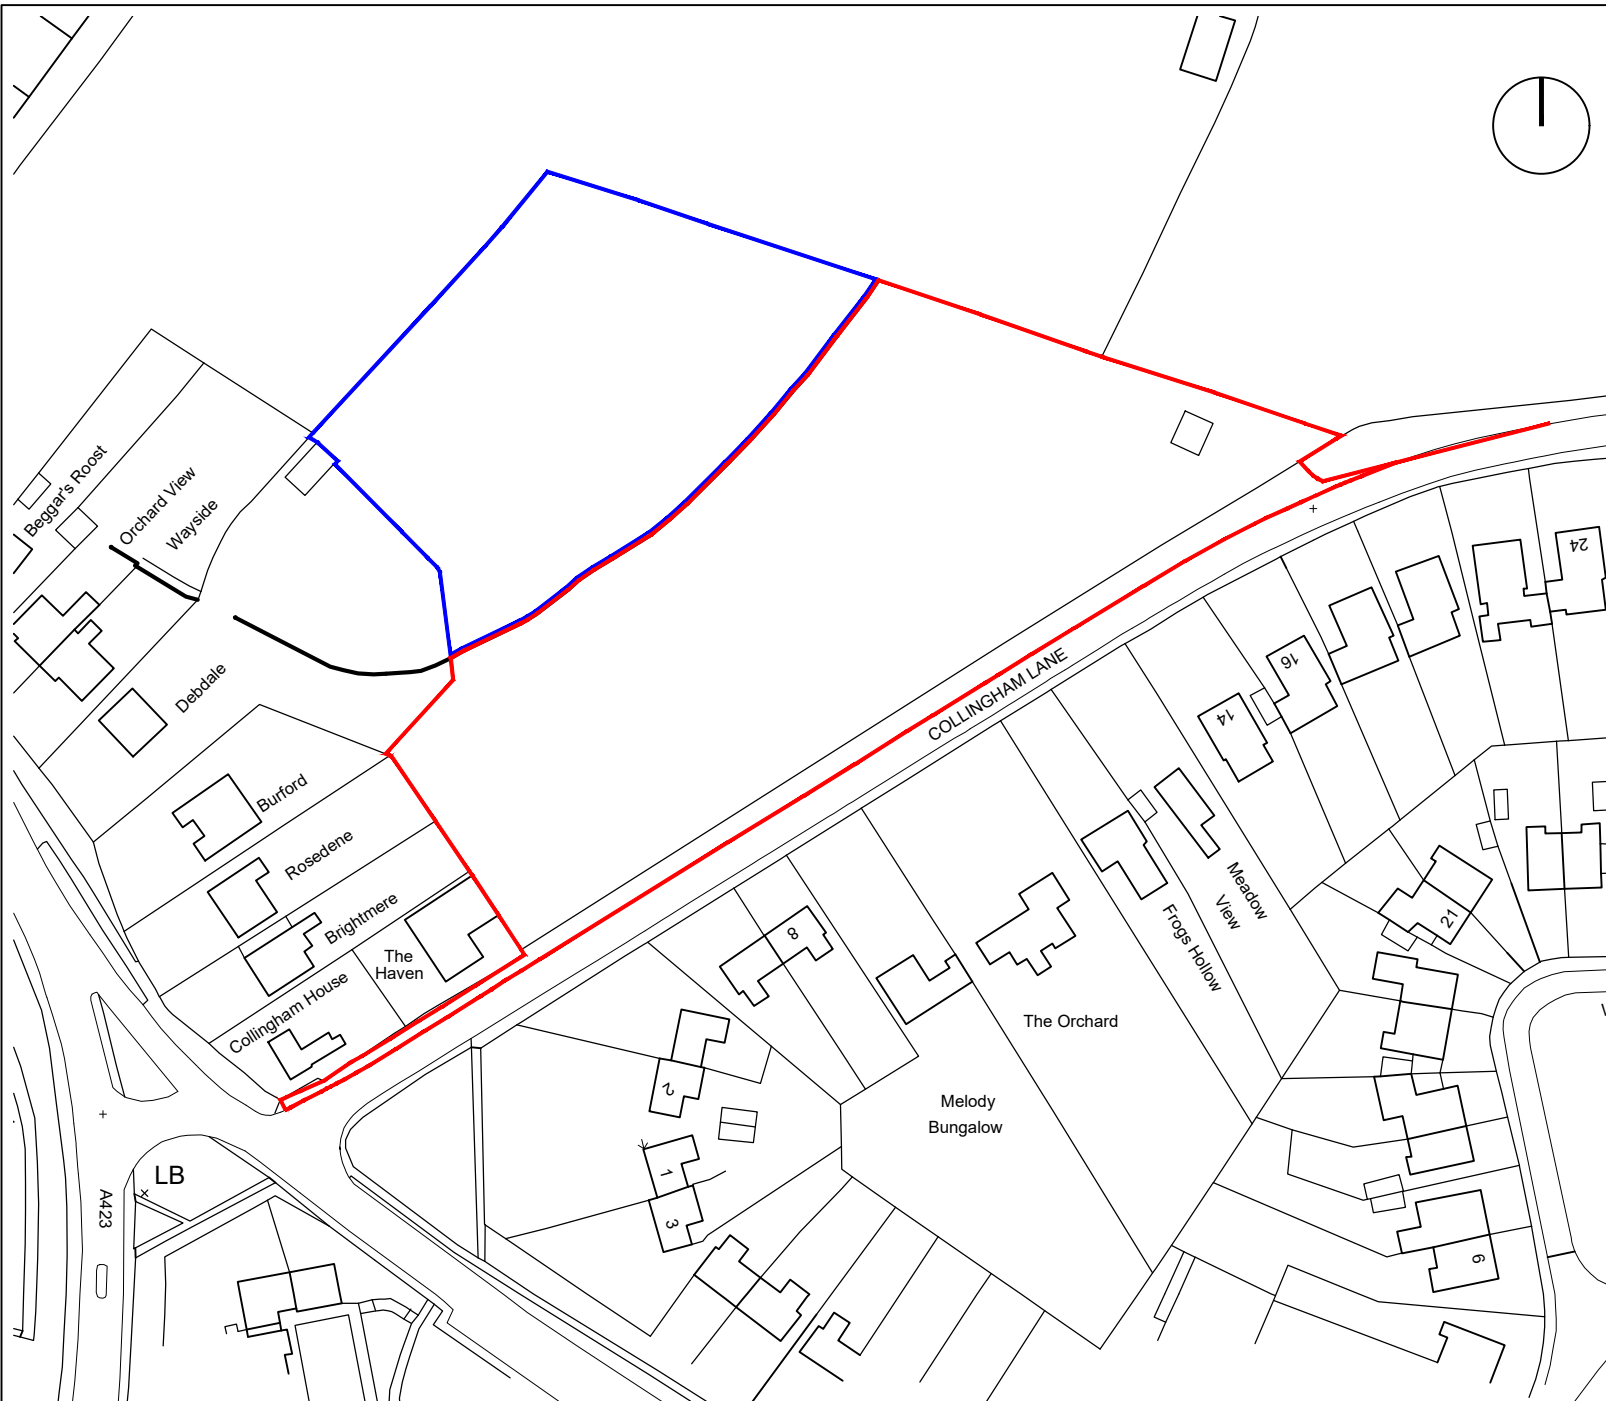 Beggar's Roost
Orchard View
Wayside
Debdale
Burford
Rosedene
Brightmere
The
Haven
Collingham House
COLLINGHAM LANE
24
16
14
Meadow
View
Frogs Hollow
21
8
The Orchard
2
Melody
Bungalow
1
3
LB
A423
6